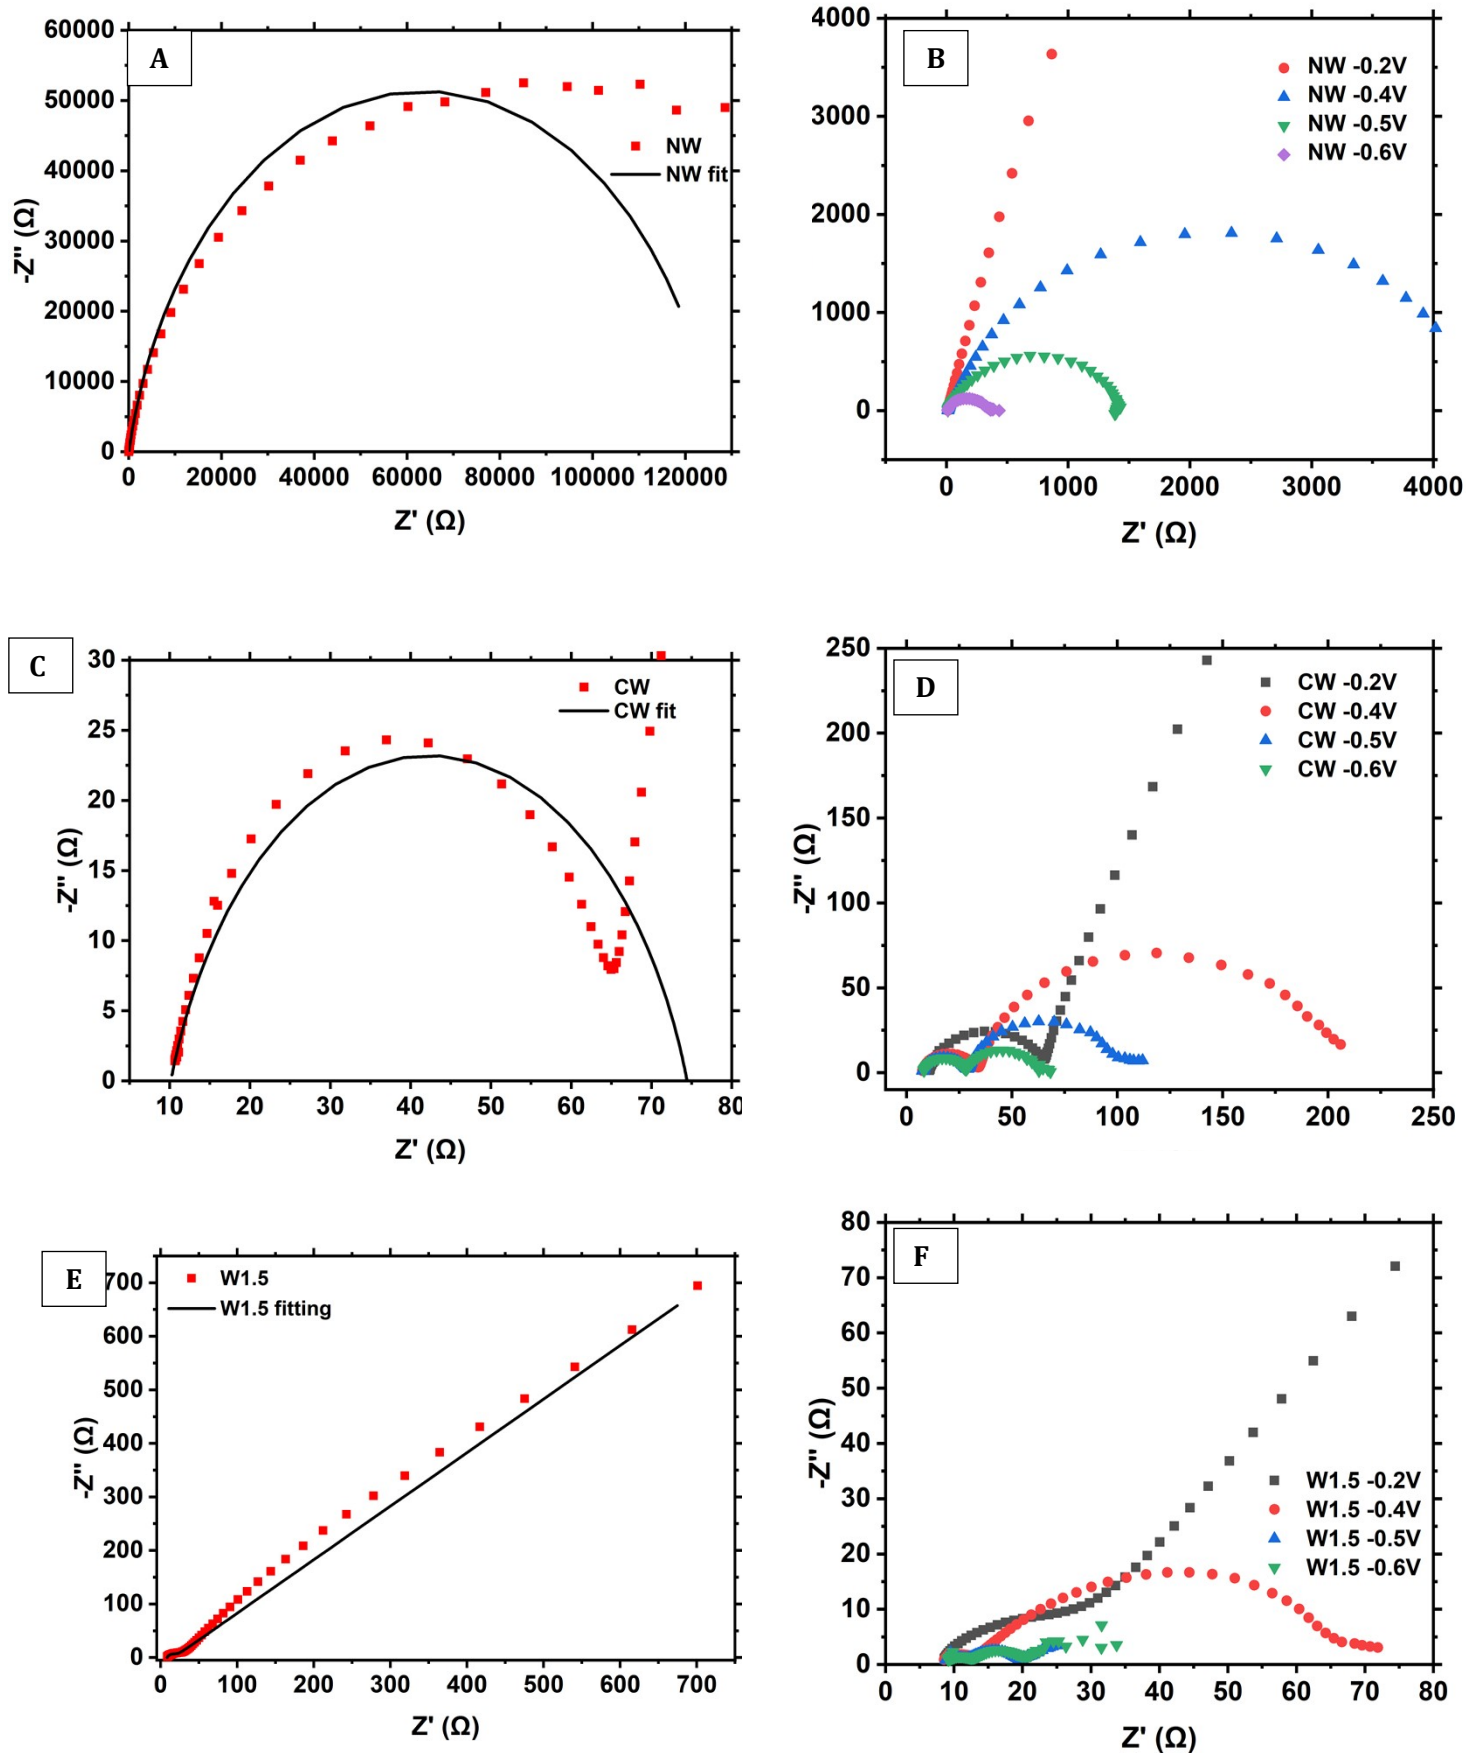 A
60000
50000
40000
30000
20000
10000
0
-Z'' (Ω)
NW
NW fit
0 20000 40000 60000 80000 100000 120000
Z' (Ω)
B
4000
3000
2000
1000
0
NW -0.2V
NW -0.4V
NW -0.5V
NW -0.6V
0 1000 2000 3000 4000
Z' (Ω)
C
30
25
20
15
10
5
0
-Z'' (Ω)
CW
CW fit
10 20 30 40 50 60 70 80
Z' (Ω)
D
250
200
150
100
50
0
-Z'' (Ω)
CW -0.2V
CW -0.4V
CW -0.5V
CW -0.6V
0 50 100 150 200 250
Z' (Ω)
E
700
600
500
400
300
200
100
0
-Z'' (Ω)
W1.5
W1.5 fitting
0 100 200 300 400 500 600 700
Z' (Ω)
F
80
70
60
50
40
30
20
10
0
-Z'' (Ω)
W1.5 -0.2V
W1.5 -0.4V
W1.5 -0.5V
W1.5 -0.6V
0 10 20 30 40 50 60 70 80
Z' (Ω)